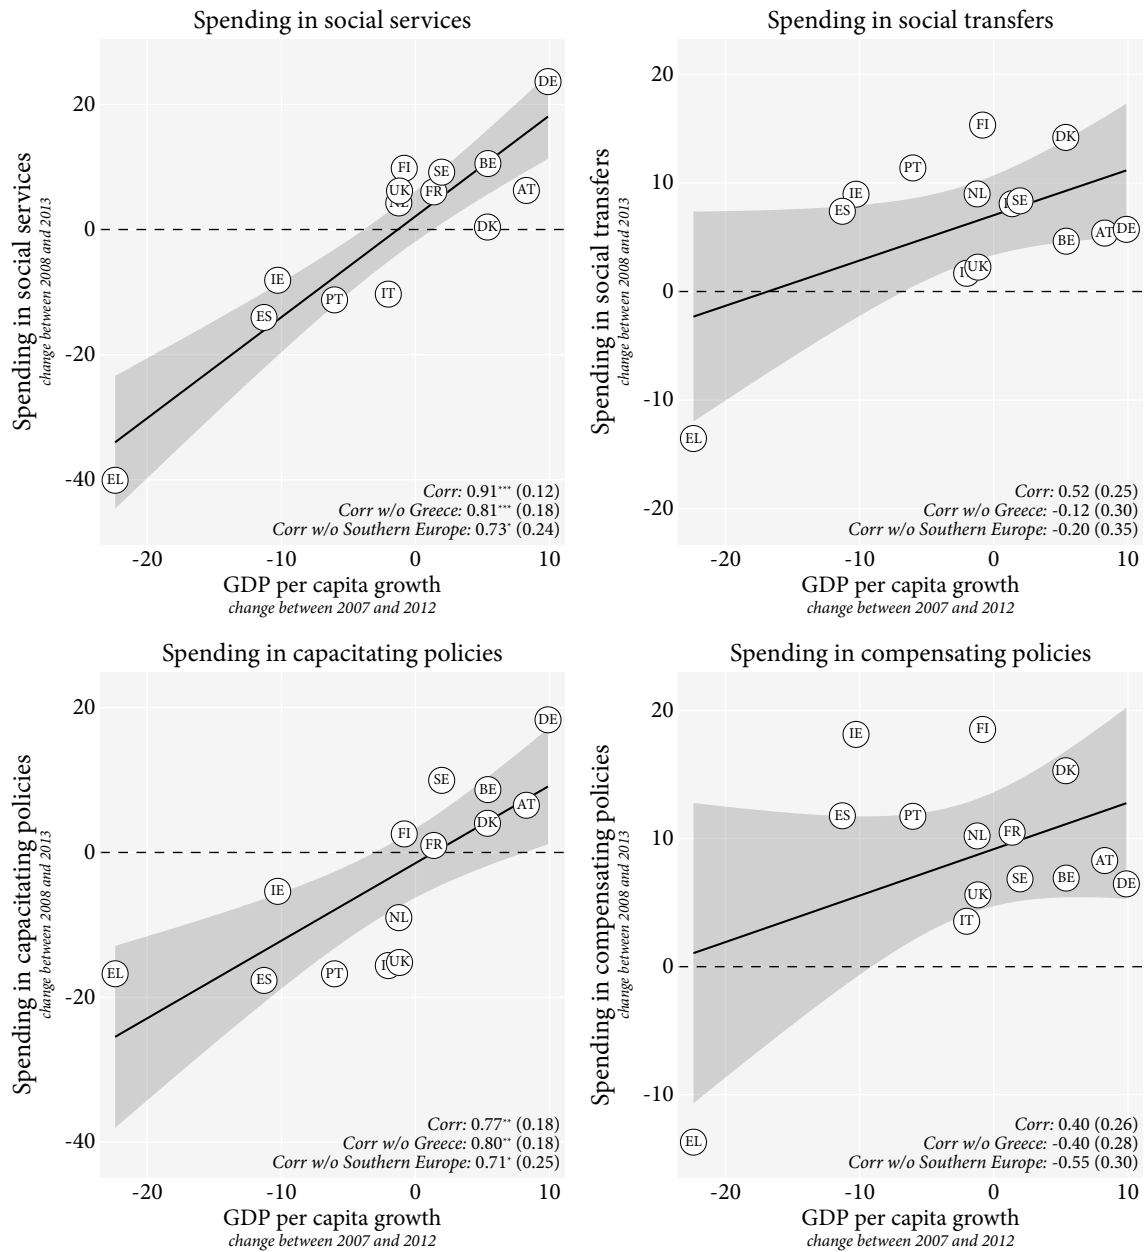 Spending in social services
Spending in social services
change between 2008 and 2013
20
0
-20
-40
DE
FI
SE
BE
UK
NL
FR
AT
DK
IE
IT
PT
ES
EL
Corr: 0.91*** (0.12)
Corr w/o Greece: 0.81*** (0.18)
Corr w/o Southern Europe: 0.73* (0.24)
-20 -10 0 10
GDP per capita growth
change between 2007 and 2012
Spending in social transfers
Spending in social transfers
change between 2008 and 2013
20
10
0
-10
-20
FI
DK
PT
IE
NL
ES
SE
BE
AT
DE
UK
EL
Corr: 0.52 (0.25)
Corr w/o Greece: -0.12 (0.30)
Corr w/o Southern Europe: -0.20 (0.35)
-20 -10 0 10
GDP per capita growth
change between 2007 and 2012
Spending in capacitating policies
Spending in capacitating policies
change between 2008 and 2013
20
0
-20
-40
DE
SE
BE
AT
DK
FI
FR
IE
NL
UK
PT
ES
EL
Corr: 0.77** (0.18)
Corr w/o Greece: 0.80** (0.18)
Corr w/o Southern Europe: 0.71* (0.25)
-20 -10 0 10
GDP per capita growth
change between 2007 and 2012
Spending in compensating policies
Spending in compensating policies
change between 2008 and 2013
20
10
0
-10
IE
FI
DK
ES
PT
NL
FR
AT
SE
BE
DE
UK
IT
EL
Corr: 0.40 (0.26)
Corr w/o Greece: -0.40 (0.28)
Corr w/o Southern Europe: -0.55 (0.30)
-20 -10 0 10
GDP per capita growth
change between 2007 and 2012